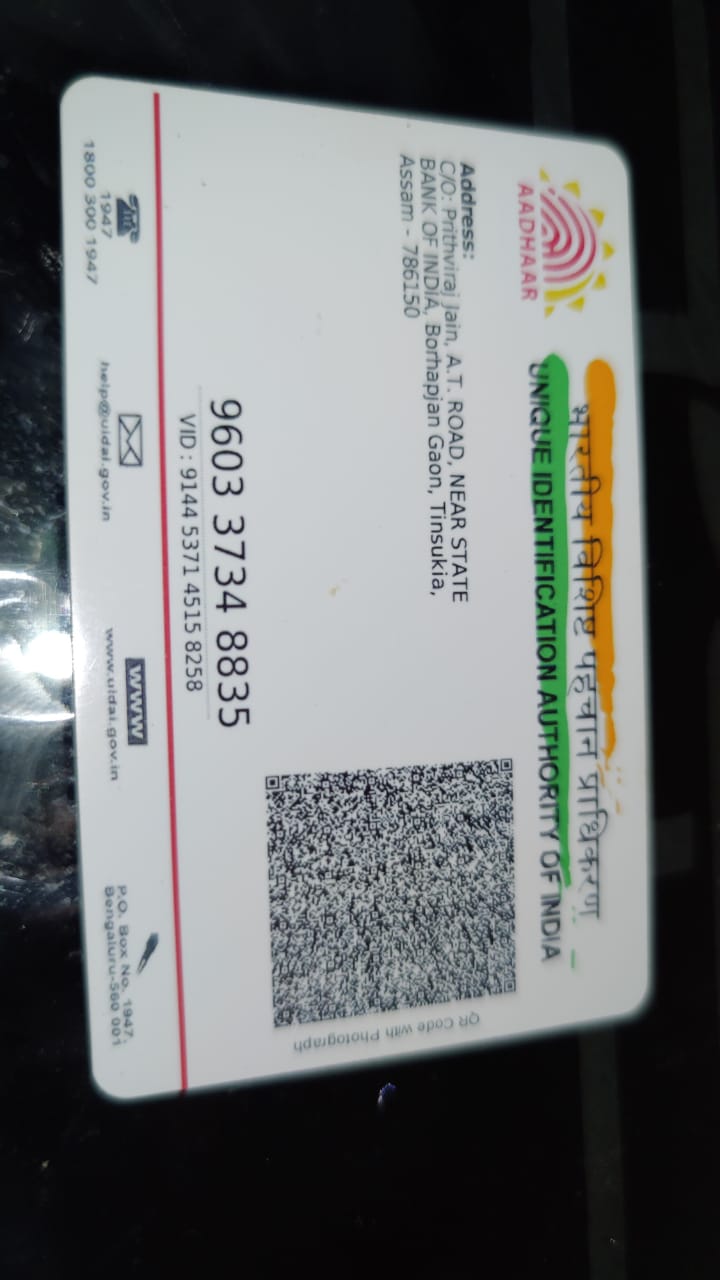 भारतीय विशिष्ट पहचान प्राधिकरण
UNIQUE IDENTIFICATION AUTHORITY OF INDIA
AADHAAR
Address:
C/O: Prithviraj Jain, A.T. ROAD, NEAR STATE
BANK OF INDIA, Borhapjan Gaon, Tinsukia,
Assam - 786150
QR Code with Photograph
9603 3734 8835
VID : 9144 5371 4515 8258
1947
1800 300 1947
help@uidai.gov.in
www
www.uidai.gov.in
P.O. Box No. 1947,
Bengaluru-560 001